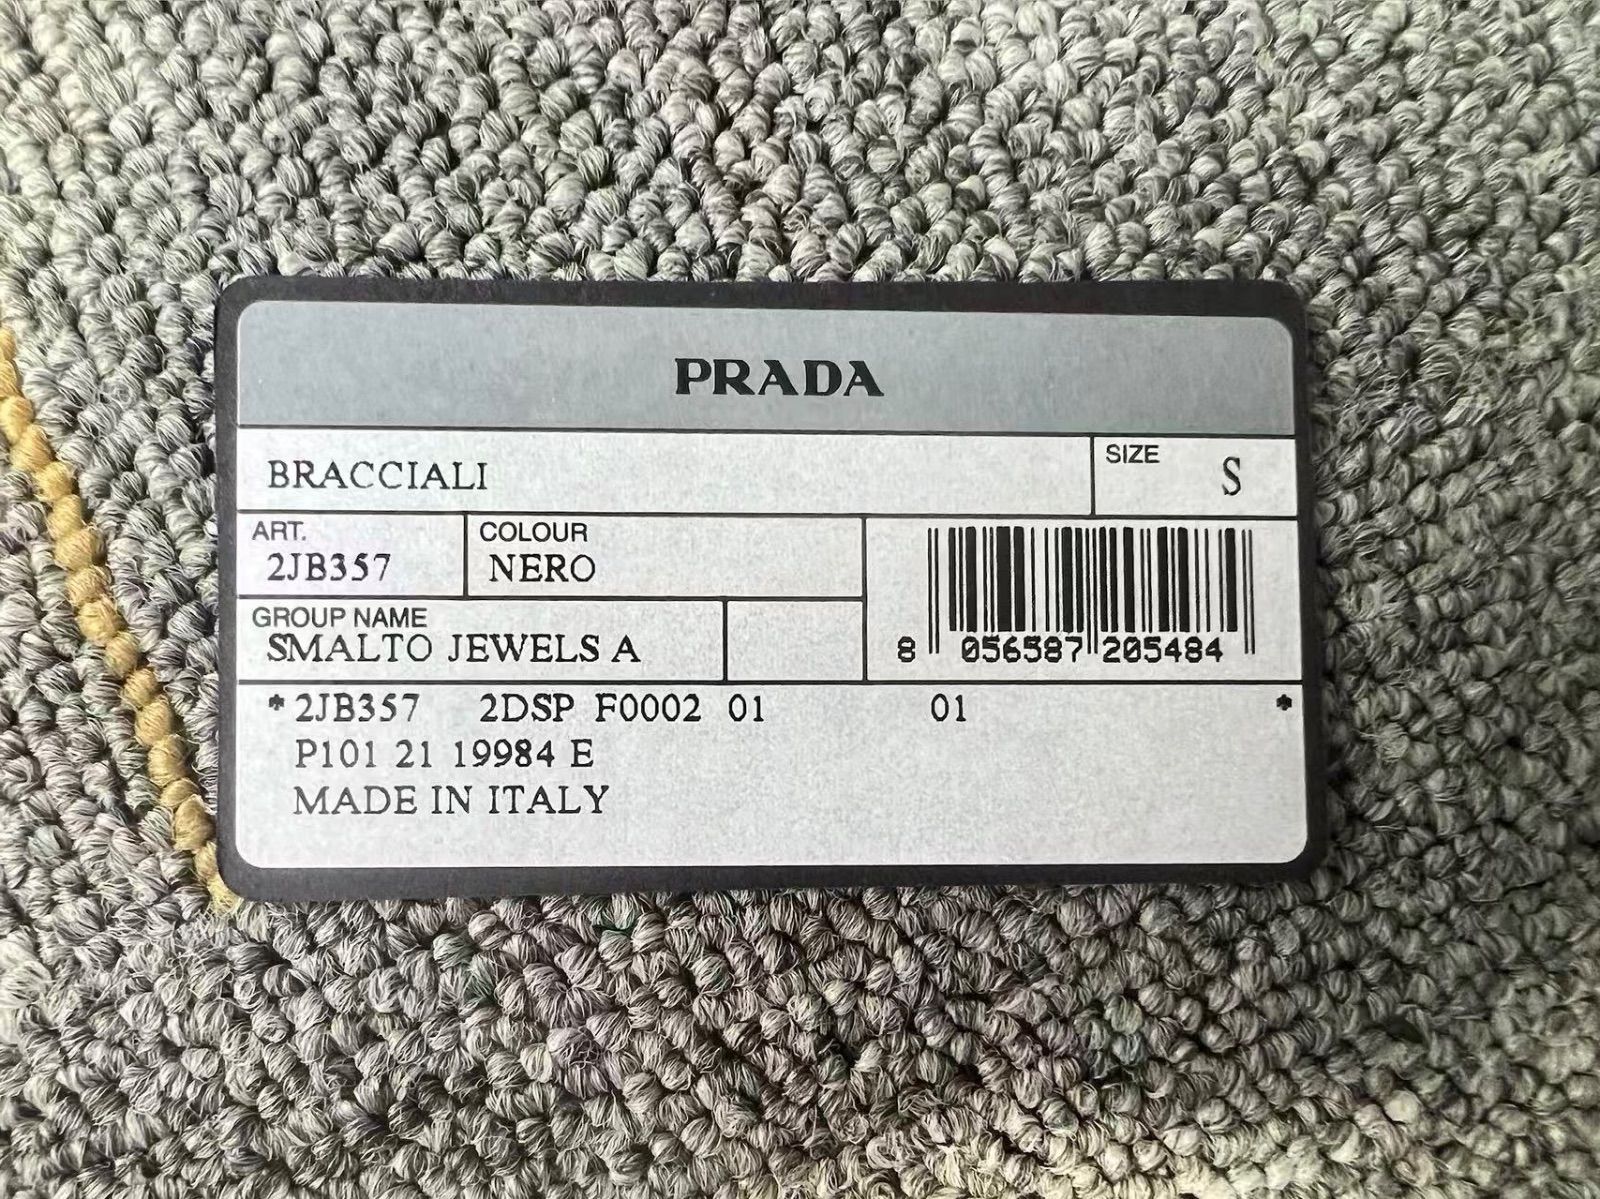 PRADA
BRACCIALI
SIZE S
ART.
2JB357
COLOUR
NERO
GROUP NAME
SMALTO JEWELS A
8 056587 205484
*2JB357 2DSP F0002 01 01 *
P101 21 19984 E
MADE IN ITALY